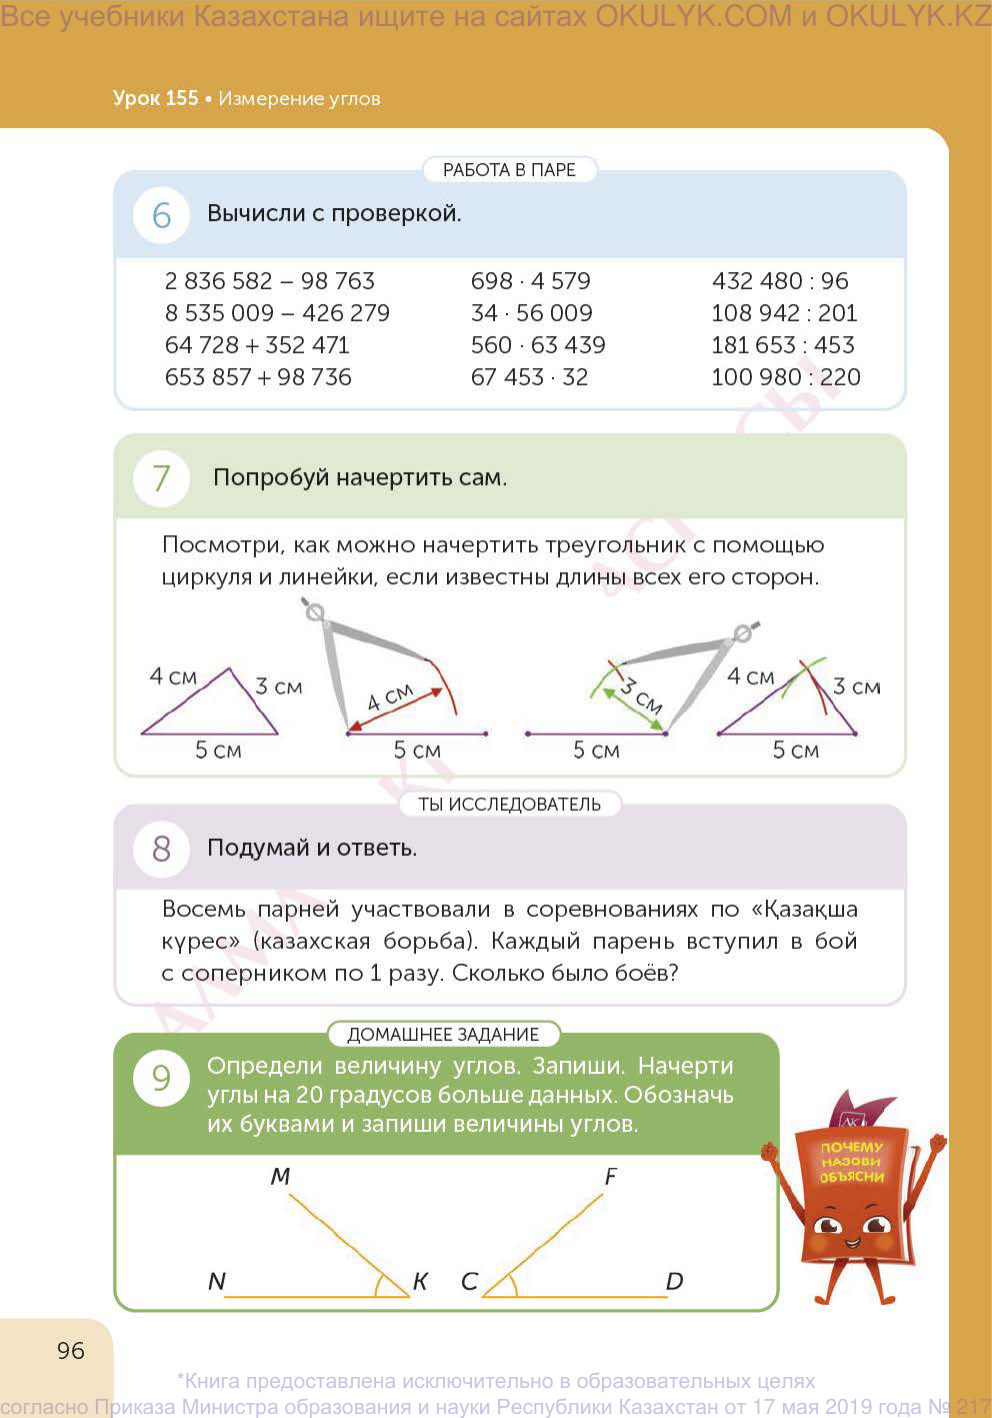 Все учебники Казахстана ищите на сайтах OKULYK.COM и OKULYK.KZ
Урок 155 • Измерение углов
РАБОТА В ПАРЕ
6 Вычисли с проверкой.
2 836 582 – 98 763 698 · 4 579 432 480 : 96
8 535 009 – 426 279 34 · 56 009 108 942 : 201
64 728 + 352 471 560 · 63 439 181 653 : 453
653 857 + 98 736 67 453 · 32 100 980 : 220
7 Попробуй начертить сам.
Посмотри, как можно начертить треугольник с помощью
циркуля и линейки, если известны длины всех его сторон.
4 см 3 см 4 см 3 см 4 см 3 см
5 см 5 см 5 см 5 см
ТЫ ИССЛЕДОВАТЕЛЬ
8 Подумай и ответь.
Восемь парней участвовали в соревнованиях по «Қазақша
күрес» (казахская борьба). Каждый парень вступил в бой
с соперником по 1 разу. Сколько было боёв?
ДОМАШНЕЕ ЗАДАНИЕ
9 Определи величину углов. Запиши. Начерти
углы на 20 градусов больше данных. Обозначь
их буквами и запиши величины углов.
M F
N K C D
АК
ПОЧЕМУ
НАЗОВИ
ОБЪЯСНИ
96
*Книга предоставлена исключительно в образовательных целях
согласно Приказа Министра образования и науки Республики Казахстан от 17 мая 2019 года № 217